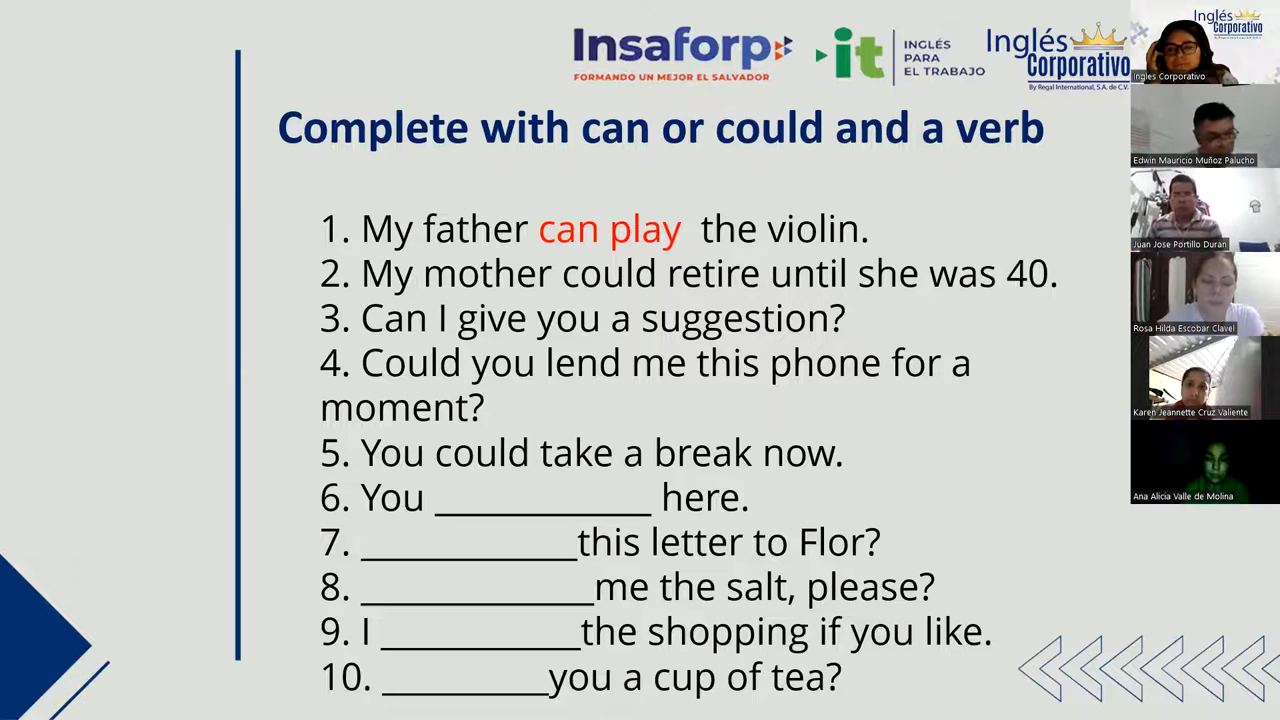 Insaforp
FORMANDO UN MEJOR EL SALVADOR
it
INGLÉS
PARA
EL TRABAJO
Inglés
Corporativo
By Regal International, S.A. de C.V.
Inglés
Corporativo
Ingles Corporativo
Edwin Mauricio Muñoz Palucho
Juan Jose Portillo Duran
Rosa Hilda Escobar Clavel
Karen Jeannette Cruz Valiente
Ana Alicia Valle de Molina
Complete with can or could and a verb
1. My father can play the violin.
2. My mother could retire until she was 40.
3. Can I give you a suggestion?
4. Could you lend me this phone for a
moment?
5. You could take a break now.
6. You ____________ here.
7. ____________this letter to Flor?
8. _____________me the salt, please?
9. I ___________the shopping if you like.
10. _________you a cup of tea?